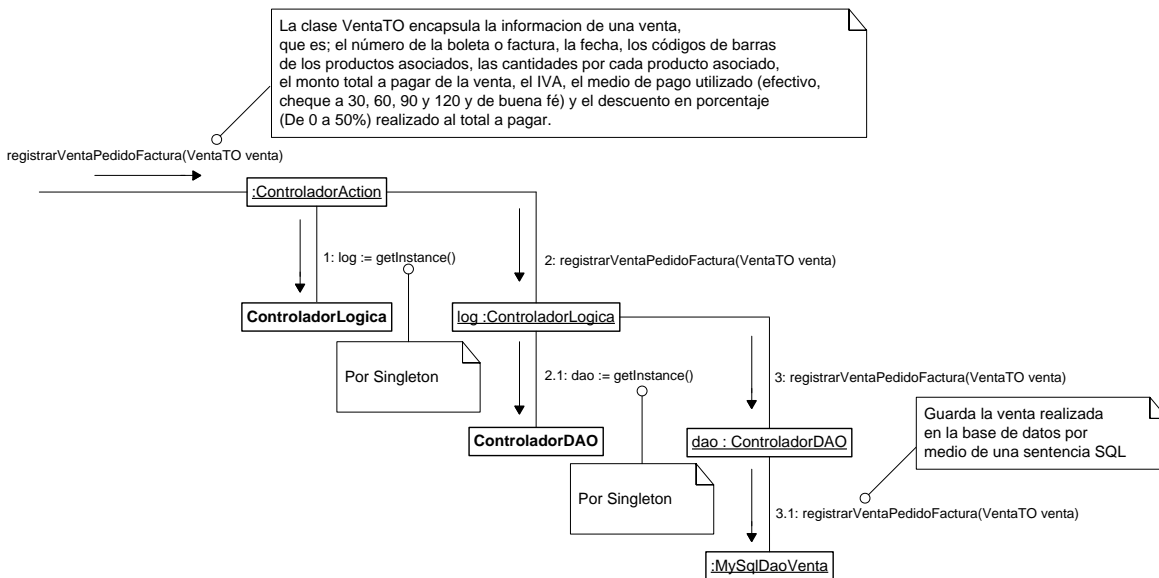 La clase VentaTO encapsula la informacion de una venta,
que es; el número de la boleta o factura, la fecha, los códigos de barras
de los productos asociados, las cantidades por cada producto asociado,
el monto total a pagar de la venta, el IVA, el medio de pago utilizado (efectivo,
cheque a 30, 60, 90 y 120 y de buena fé) y el descuento en porcentaje
(De 0 a 50%) realizado al total a pagar.
registrarVentaPedidoFactura(VentaTO venta)
:ControladorAction
1: log := getInstance()
2: registrarVentaPedidoFactura(VentaTO venta)
ControladorLogica
log :ControladorLogica
Por Singleton
2.1: dao := getInstance()
3: registrarVentaPedidoFactura(VentaTO venta)
Guarda la venta realizada
en la base de datos por
medio de una sentencia SQL
ControladorDAO
dao : ControladorDAO
Por Singleton
3.1: registrarVentaPedidoFactura(VentaTO venta)
:MySqlDaoVenta